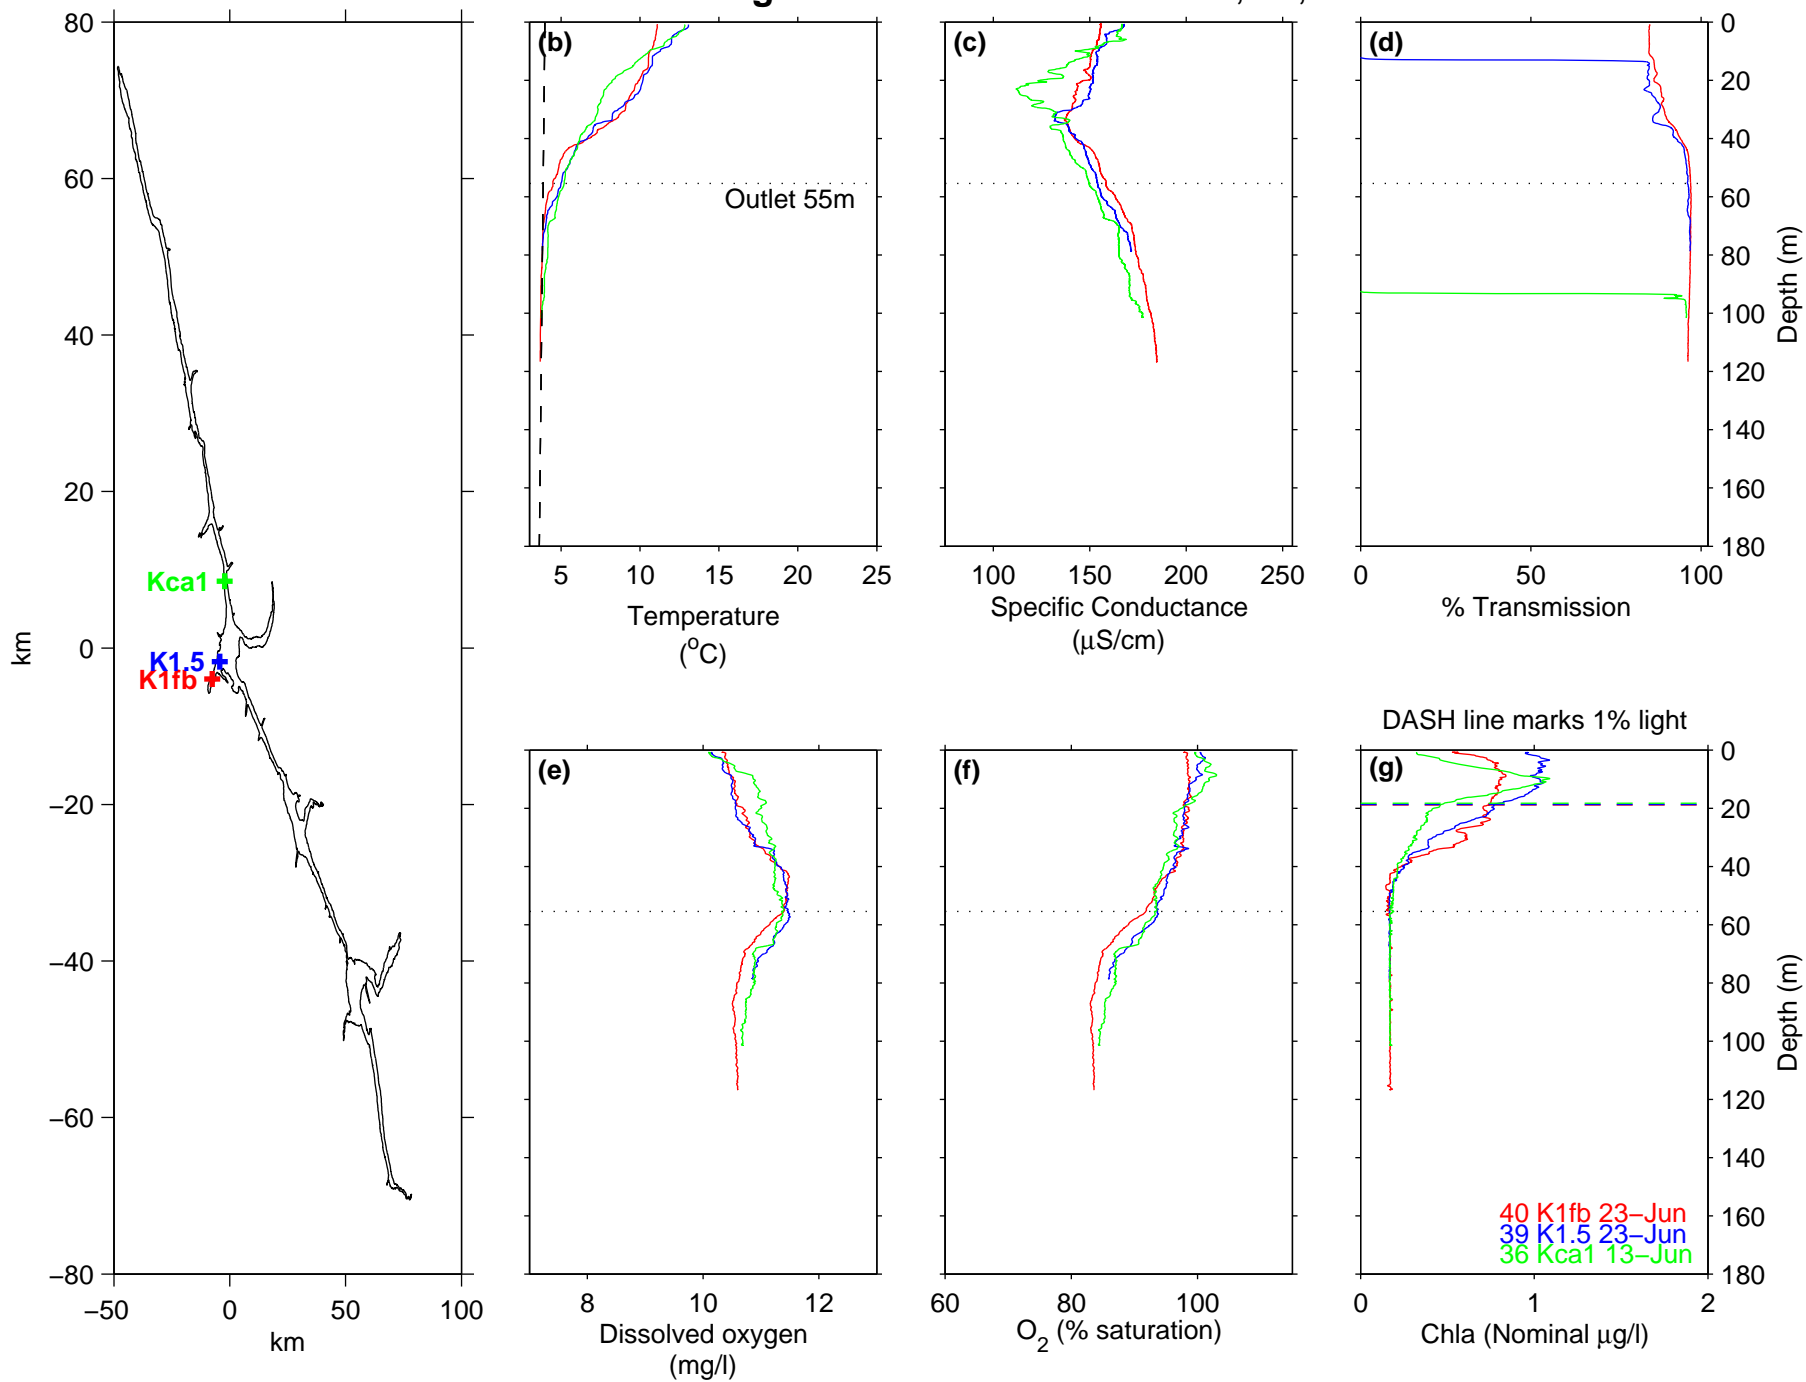 (b)
(c)
(d)
Outlet 55m
80
60
40
20
0
−20
−40
−60
−80
km
−50 0 50 100
km
Kca1
K1.5
K1fb
5 10 15 20 25
Temperature
(°C)
100 150 200 250
Specific Conductance
(μS/cm)
0 50 100
% Transmission
0
20
40
60
80
100
120
140
160
180
Depth (m)
DASH line marks 1% light
(e)
(f)
(g)
8 10 12
Dissolved oxygen
(mg/l)
60 80 100
O2 (% saturation)
0 1 2
Chla (Nominal μg/l)
0
20
40
60
80
100
120
140
160
180
Depth (m)
40 K1fb 23−Jun
39 K1.5 23−Jun
36 Kca1 13−Jun